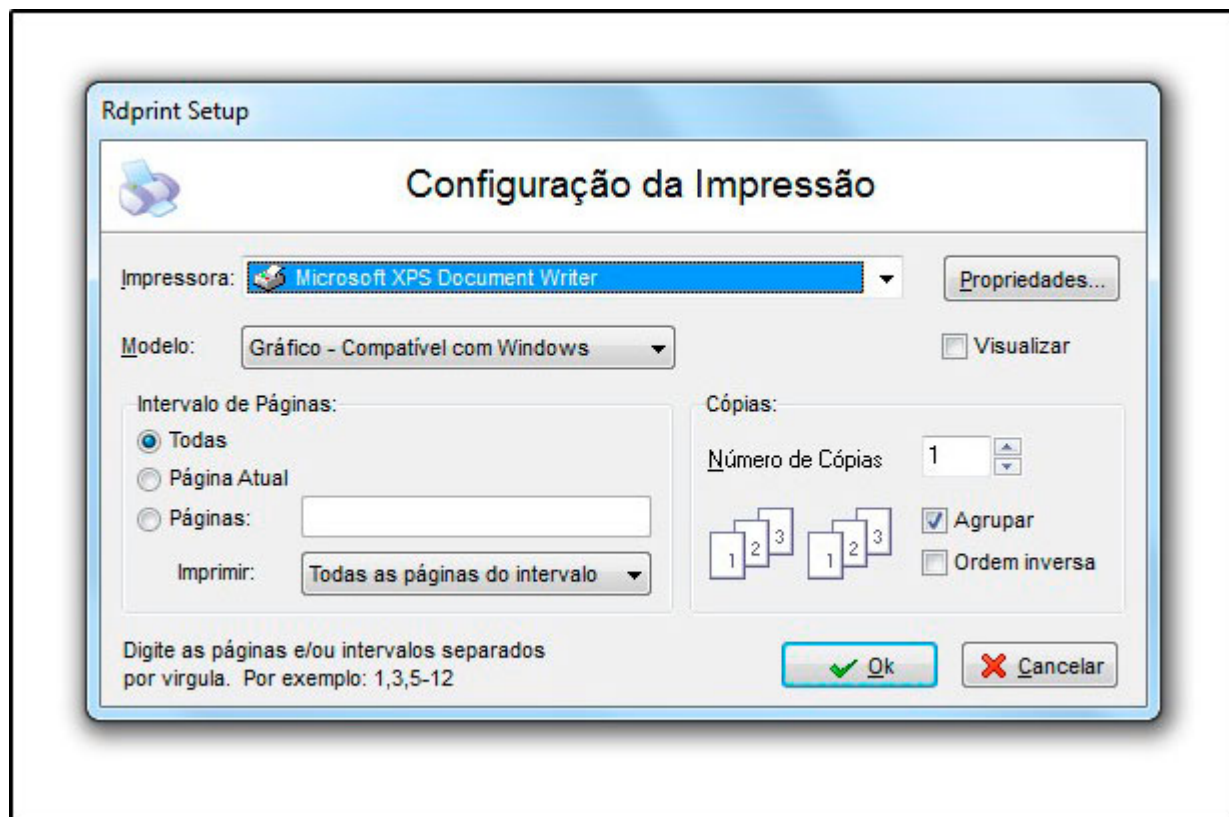 Rdprint Setup
Configuração da Impressão
Impressora: Microsoft XPS Document Writer Propriedades...
Modelo: Gráfico - Compatível com Windows Visualizar
Intervalo de Páginas:
Todas
Página Atual
Páginas:
Imprimir: Todas as páginas do intervalo
Cópias:
Número de Cópias 1
1 2 3 1 2 3
Agrupar
Ordem inversa
Digite as páginas e/ou intervalos separados
por virgula. Por exemplo: 1,3,5-12
Ok Cancelar